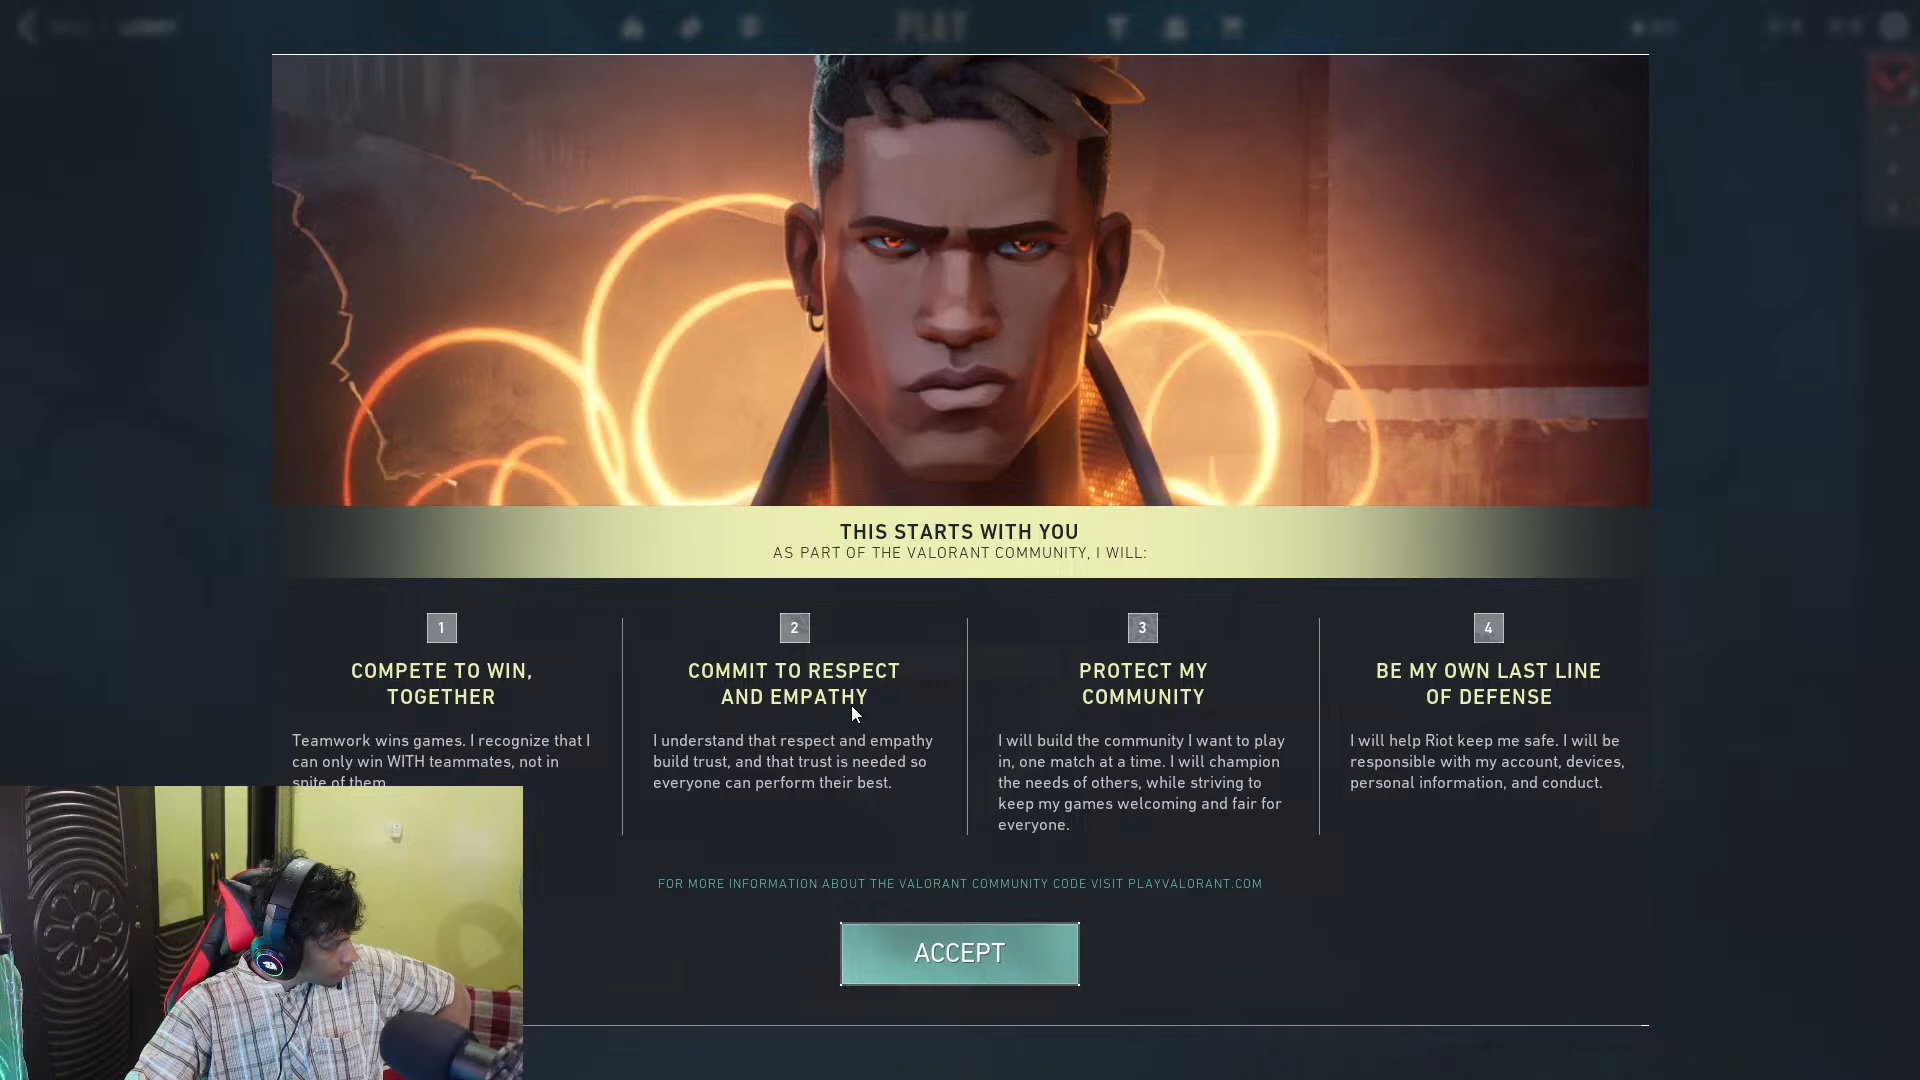 PLAY
THIS STARTS WITH YOU
AS PART OF THE VALORANT COMMUNITY, I WILL:
1
COMPETE TO WIN,
TOGETHER
Teamwork wins games. I recognize that I
can only win WITH teammates, not in
spite of them.
2
COMMIT TO RESPECT
AND EMPATHY
I understand that respect and empathy
build trust, and that trust is needed so
everyone can perform their best.
3
PROTECT MY
COMMUNITY
I will build the community I want to play
in, one match at a time. I will champion
the needs of others, while striving to
keep my games welcoming and fair for
everyone.
4
BE MY OWN LAST LINE
OF DEFENSE
I will help Riot keep me safe. I will be
responsible with my account, devices,
personal information, and conduct.
FOR MORE INFORMATION ABOUT THE VALORANT COMMUNITY CODE VISIT PLAYVALORANT.COM
ACCEPT